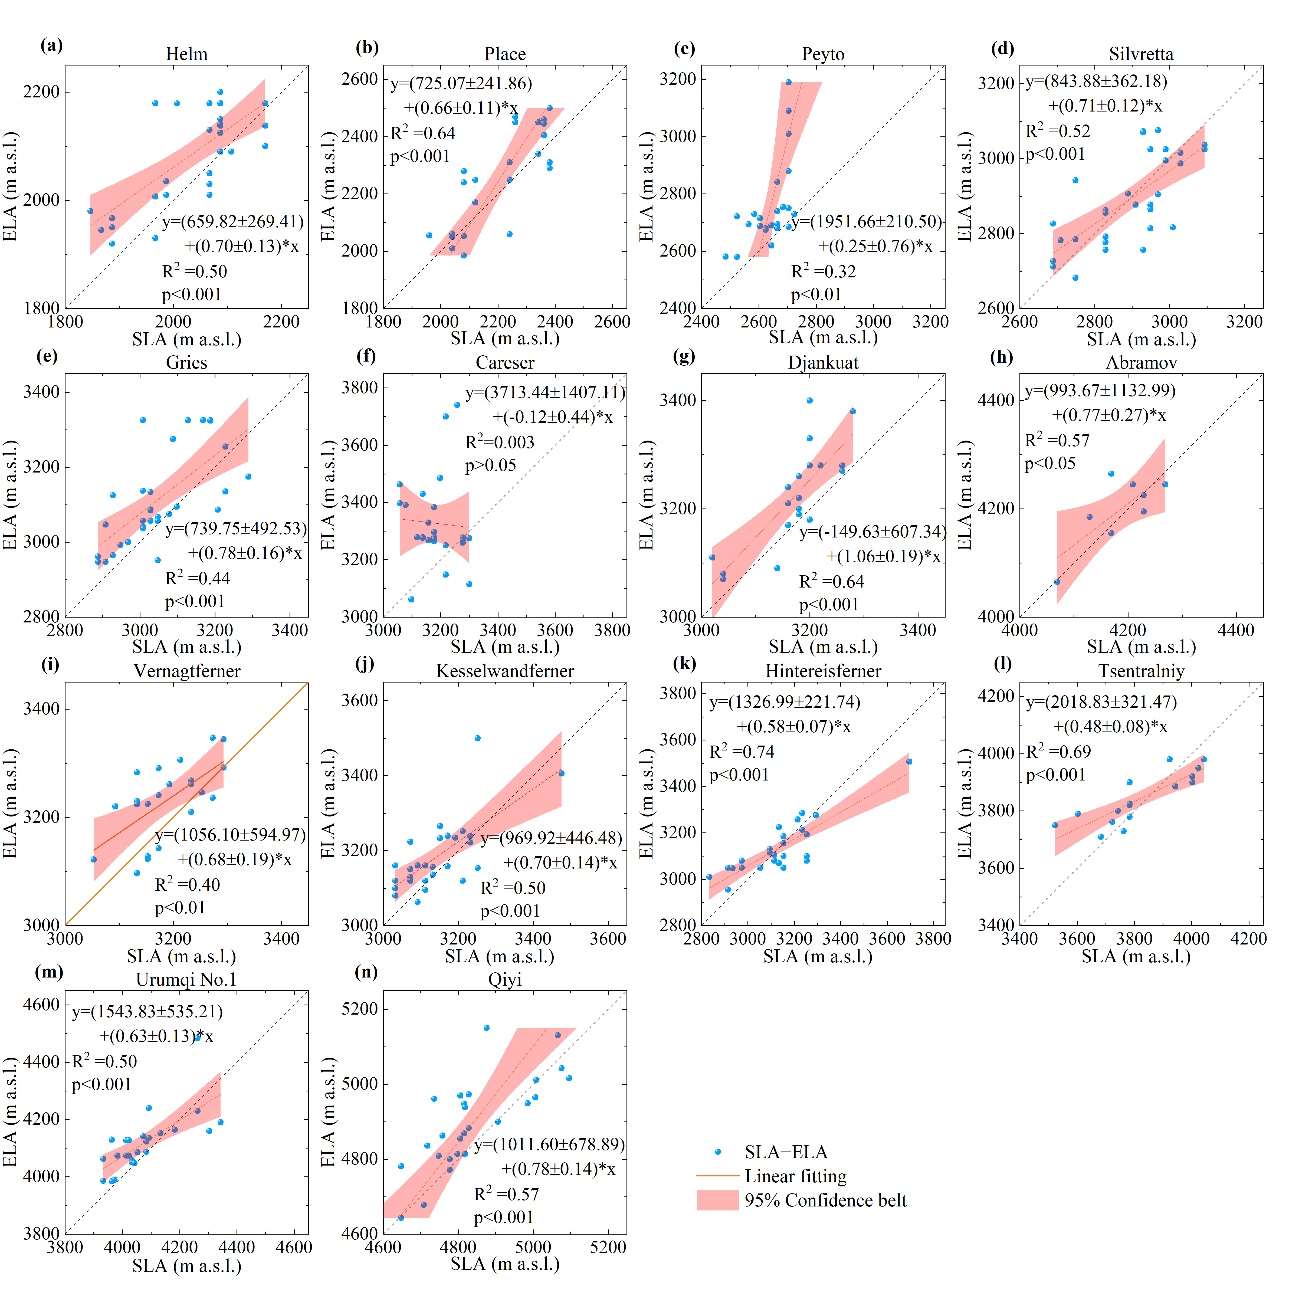 (a)
Helm
ELA (m a.s.l.)
2200
2000
1800
y=(659.82±269.41)
+(0.70±0.13)*x
R² =0.50
p<0.001
1800 2000 2200
SLA (m a.s.l.)
(b)
Place
ELA (m a.s.l.)
2600
2400
2200
2000
1800
y=(725.07±241.86)
+(0.66±0.11)*x
R² =0.64
p<0.001
1800 2000 2200 2400 2600
SLA (m a.s.l.)
(c)
Peyto
ELA (m a.s.l.)
3200
3000
2800
2600
2400
y=(1951.66±210.50)
+(0.25±0.76)*x
R² =0.32
p<0.01
2400 2600 2800 3000 3200
SLA (m a.s.l.)
(d)
Silvretta
ELA (m a.s.l.)
3200
3000
2800
2600
y=(843.88±362.18)
+(0.71±0.12)*x
R² =0.52
p<0.001
2600 2800 3000 3200
SLA (m a.s.l.)
(e)
Gries
ELA (m a.s.l.)
3400
3200
3000
2800
y=(739.75±492.53)
+(0.78±0.16)*x
R² =0.44
p<0.001
2800 3000 3200 3400
SLA (m a.s.l.)
(f)
Careser
ELA (m a.s.l.)
3800
3600
3400
3200
3000
y=(3713.44±1407.11)
+(-0.12±0.44)*x
R²=0.003
p>0.05
3000 3200 3400 3600 3800
SLA (m a.s.l.)
(g)
Djankuat
ELA (m a.s.l.)
3400
3200
3000
y=(-149.63±607.34)
+(1.06±0.19)*x
R² =0.64
p<0.001
3000 3200 3400
SLA (m a.s.l.)
(h)
Abramov
ELA (m a.s.l.)
4400
4200
4000
y=(993.67±1132.99)
+(0.77±0.27)*x
R² =0.57
p<0.05
4000 4200 4400
SLA (m a.s.l.)
(i)
Vernagtferner
ELA (m a.s.l.)
3400
3200
3000
y=(1056.10±594.97)
+(0.68±0.19)*x
R² =0.40
p<0.01
3000 3200 3400
SLA (m a.s.l.)
(j)
Kesselwandferner
ELA (m a.s.l.)
3600
3400
3200
3000
y=(969.92±446.48)
+(0.70±0.14)*x
R² =0.50
p<0.001
3000 3200 3400 3600
SLA (m a.s.l.)
(k)
Hintereisferner
ELA (m a.s.l.)
3800
3600
3400
3200
3000
2800
y=(1326.99±221.74)
+(0.58±0.07)*x
R² =0.74
p<0.001
2800 3000 3200 3400 3600 3800
SLA (m a.s.l.)
(l)
Tsentralniy
ELA (m a.s.l.)
4200
4000
3800
3600
3400
y=(2018.83±321.47)
+(0.48±0.08)*x
R² =0.69
p<0.001
3400 3600 3800 4000 4200
SLA (m a.s.l.)
(m)
Urumqi No.1
ELA (m a.s.l.)
4600
4400
4200
4000
3800
y=(1543.83±535.21)
+(0.63±0.13)*x
R² =0.50
p<0.001
3800 4000 4200 4400 4600
SLA (m a.s.l.)
(n)
Qiyi
ELA (m a.s.l.)
5200
5000
4800
4600
y=(1011.60±678.89)
+(0.78±0.14)*x
R² =0.57
p<0.001
4600 4800 5000 5200
SLA (m a.s.l.)
SLA−ELA
Linear fitting
95% Confidence belt